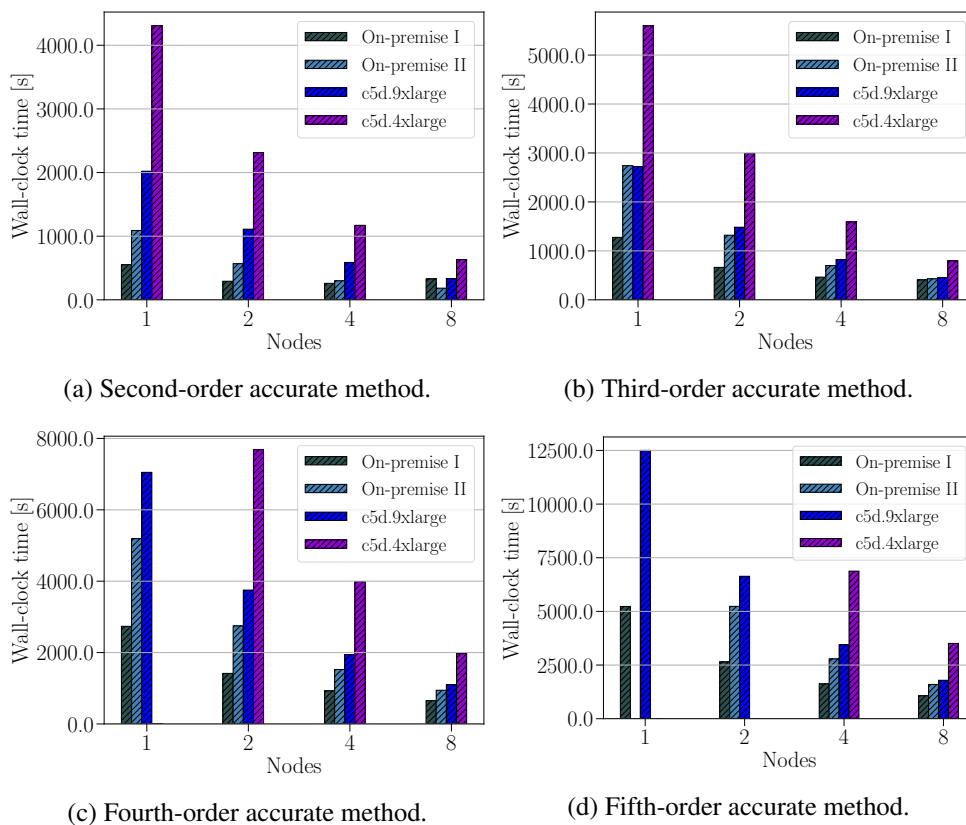 4000.0
3000.0
2000.0
1000.0
0.0
Wall-clock time [s]
On-premise I
On-premise II
c5d.9xlarge
c5d.4xlarge
1 2 4 8
Nodes
(a) Second-order accurate method.
5000.0
4000.0
3000.0
2000.0
1000.0
0.0
Wall-clock time [s]
On-premise I
On-premise II
c5d.9xlarge
c5d.4xlarge
1 2 4 8
Nodes
(b) Third-order accurate method.
8000.0
6000.0
4000.0
2000.0
0.0
Wall-clock time [s]
On-premise I
On-premise II
c5d.9xlarge
c5d.4xlarge
1 2 4 8
Nodes
(c) Fourth-order accurate method.
12500.0
10000.0
7500.0
5000.0
2500.0
0.0
Wall-clock time [s]
On-premise I
On-premise II
c5d.9xlarge
c5d.4xlarge
1 2 4 8
Nodes
(d) Fifth-order accurate method.